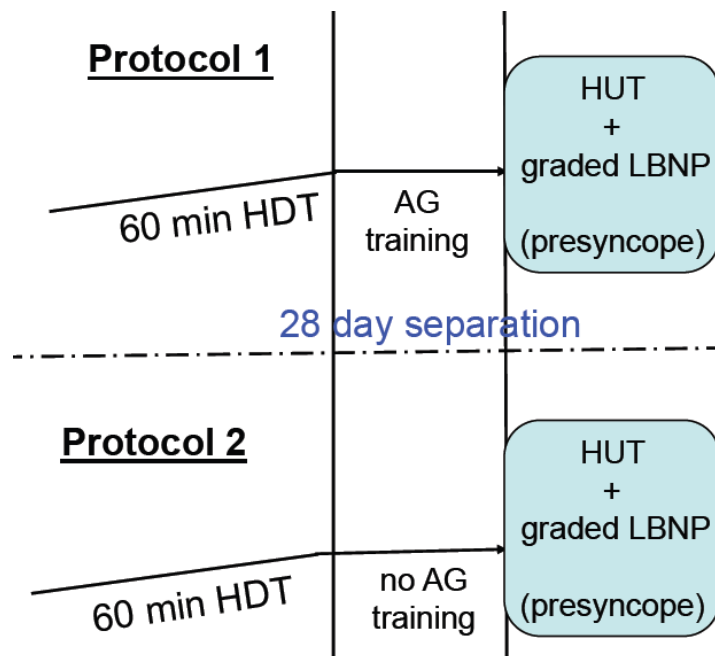 Protocol 1
60 min HDT
AG
training
HUT
+
graded LBNP
(presyncope)
28 day separation
Protocol 2
60 min HDT
no AG
training
HUT
+
graded LBNP
(presyncope)